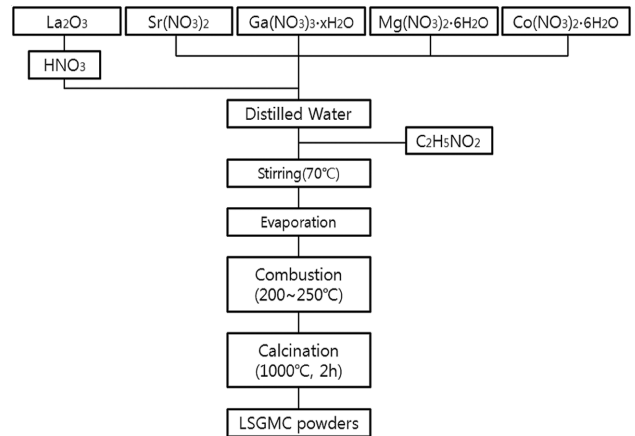 La2O3
Sr(NO3)2
Ga(NO3)3·xH2O
Mg(NO3)2·6H2O
Co(NO3)2·6H2O
HNO3
Distilled Water
C2H5NO2
Stirring(70℃)
Evaporation
Combustion
(200~250℃)
Calcination
(1000℃, 2h)
LSGMC powders